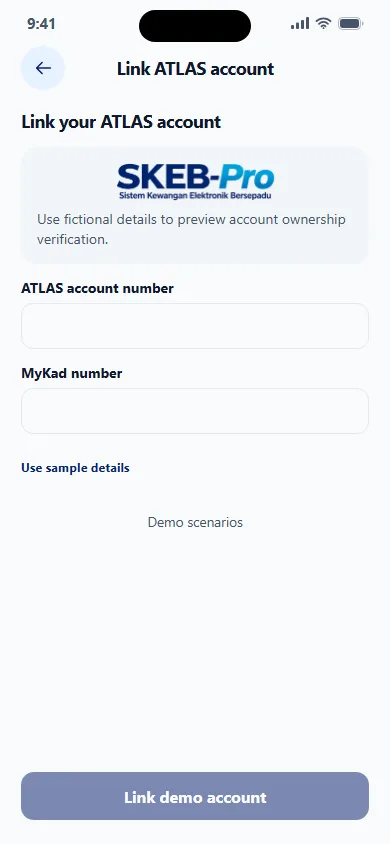 9:41
Link ATLAS account
Link your ATLAS account
SKEB-Pro
Sistem Kewangan Elektronik Bersepadu
Use fictional details to preview account ownership
verification.
ATLAS account number
MyKad number
Use sample details
Demo scenarios
Link demo account